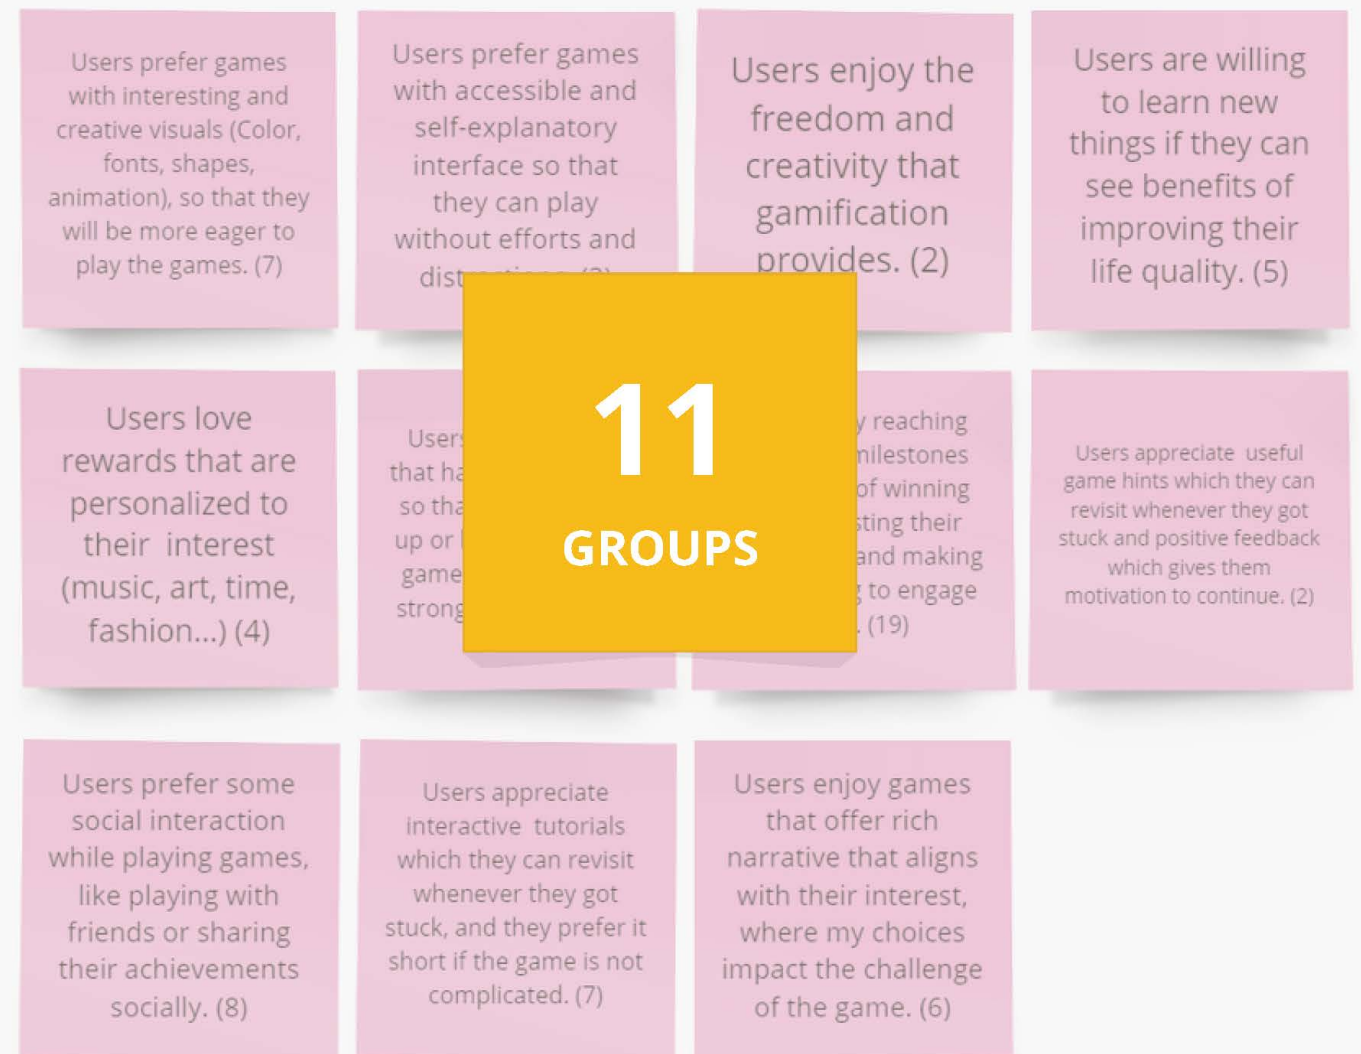 Users prefer games
with interesting and
creative visuals (Color,
fonts, shapes,
animation), so that they
will be more eager to
play the games. (7)
Users prefer games
with accessible and
self-explanatory
interface so that
they can play
without efforts and
Users enjoy the
freedom and
creativity that
gamification
provides. (2)
Users are willing
to learn new
things if they can
see benefits of
improving their
life quality. (5)
Users love
rewards that are
personalized to
their interest
(music, art, time,
fashion...) (4)
Users
that
so
up or
game
strong
11
GROUPS
reaching
milestones
of winning
their
and making
to engage
(19)
Users appreciate useful
game hints which they can
revisit whenever they got
stuck and positive feedback
which gives them
motivation to continue. (2)
Users prefer some
social interaction
while playing games,
like playing with
friends or sharing
their achievements
socially. (8)
Users appreciate
interactive tutorials
which they can revisit
whenever they got
stuck, and they prefer it
short if the game is not
complicated. (7)
Users enjoy games
that offer rich
narrative that aligns
with their interest,
where my choices
impact the challenge
of the game. (6)